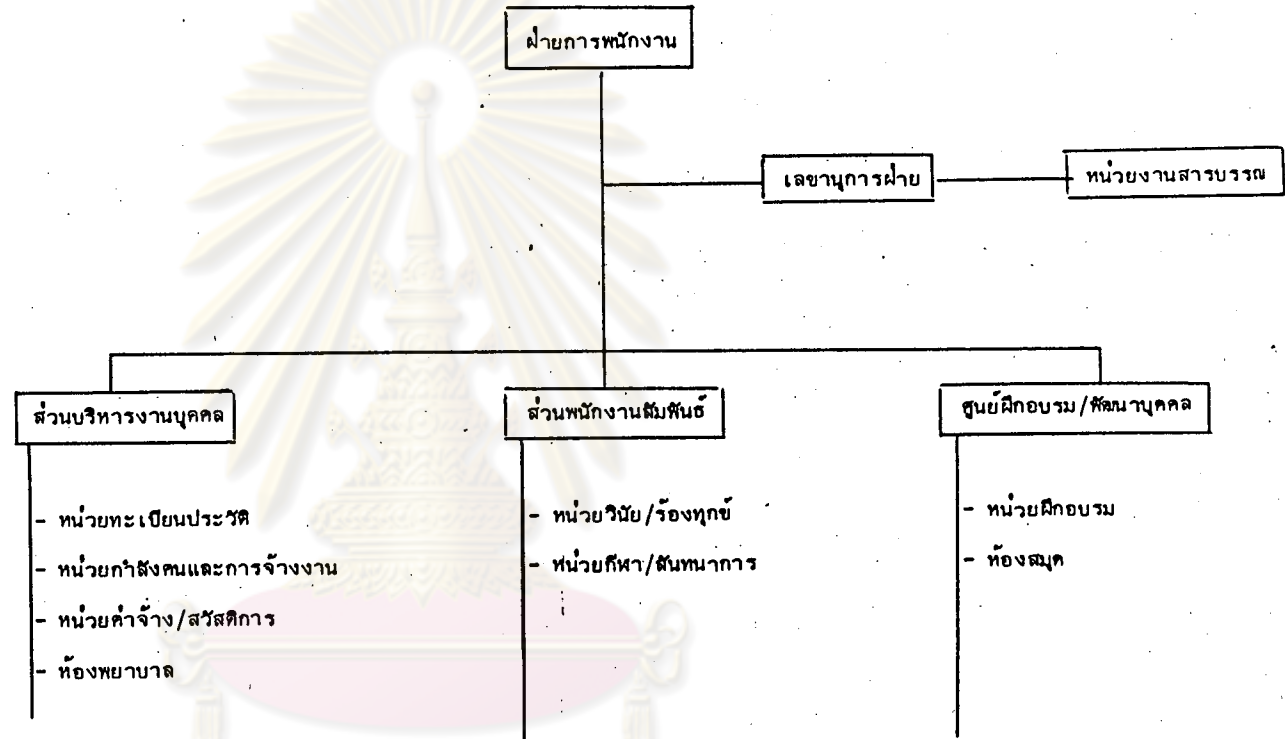 ฝ่ายการพนักงาน
เลขานุการฝ่าย
หน่วยงานสารบรรณ
ส่วนบริหารงานบุคคล
- หน่วยทะเบียนประวัติ
- หน่วยกำลังคนและการจ้างงาน
- หน่วยค่าจ้าง/สวัสดิการ
- ห้องพยาบาล
ส่วนพนักงานสัมพันธ์
- หน่วยวินัย/ร้องทุกข์
- หน่วยกีฬา/สันทนาการ
ศูนย์ฝึกอบรม/พัฒนาบุคคล
- หน่วยฝึกอบรม
- ห้องสมุด